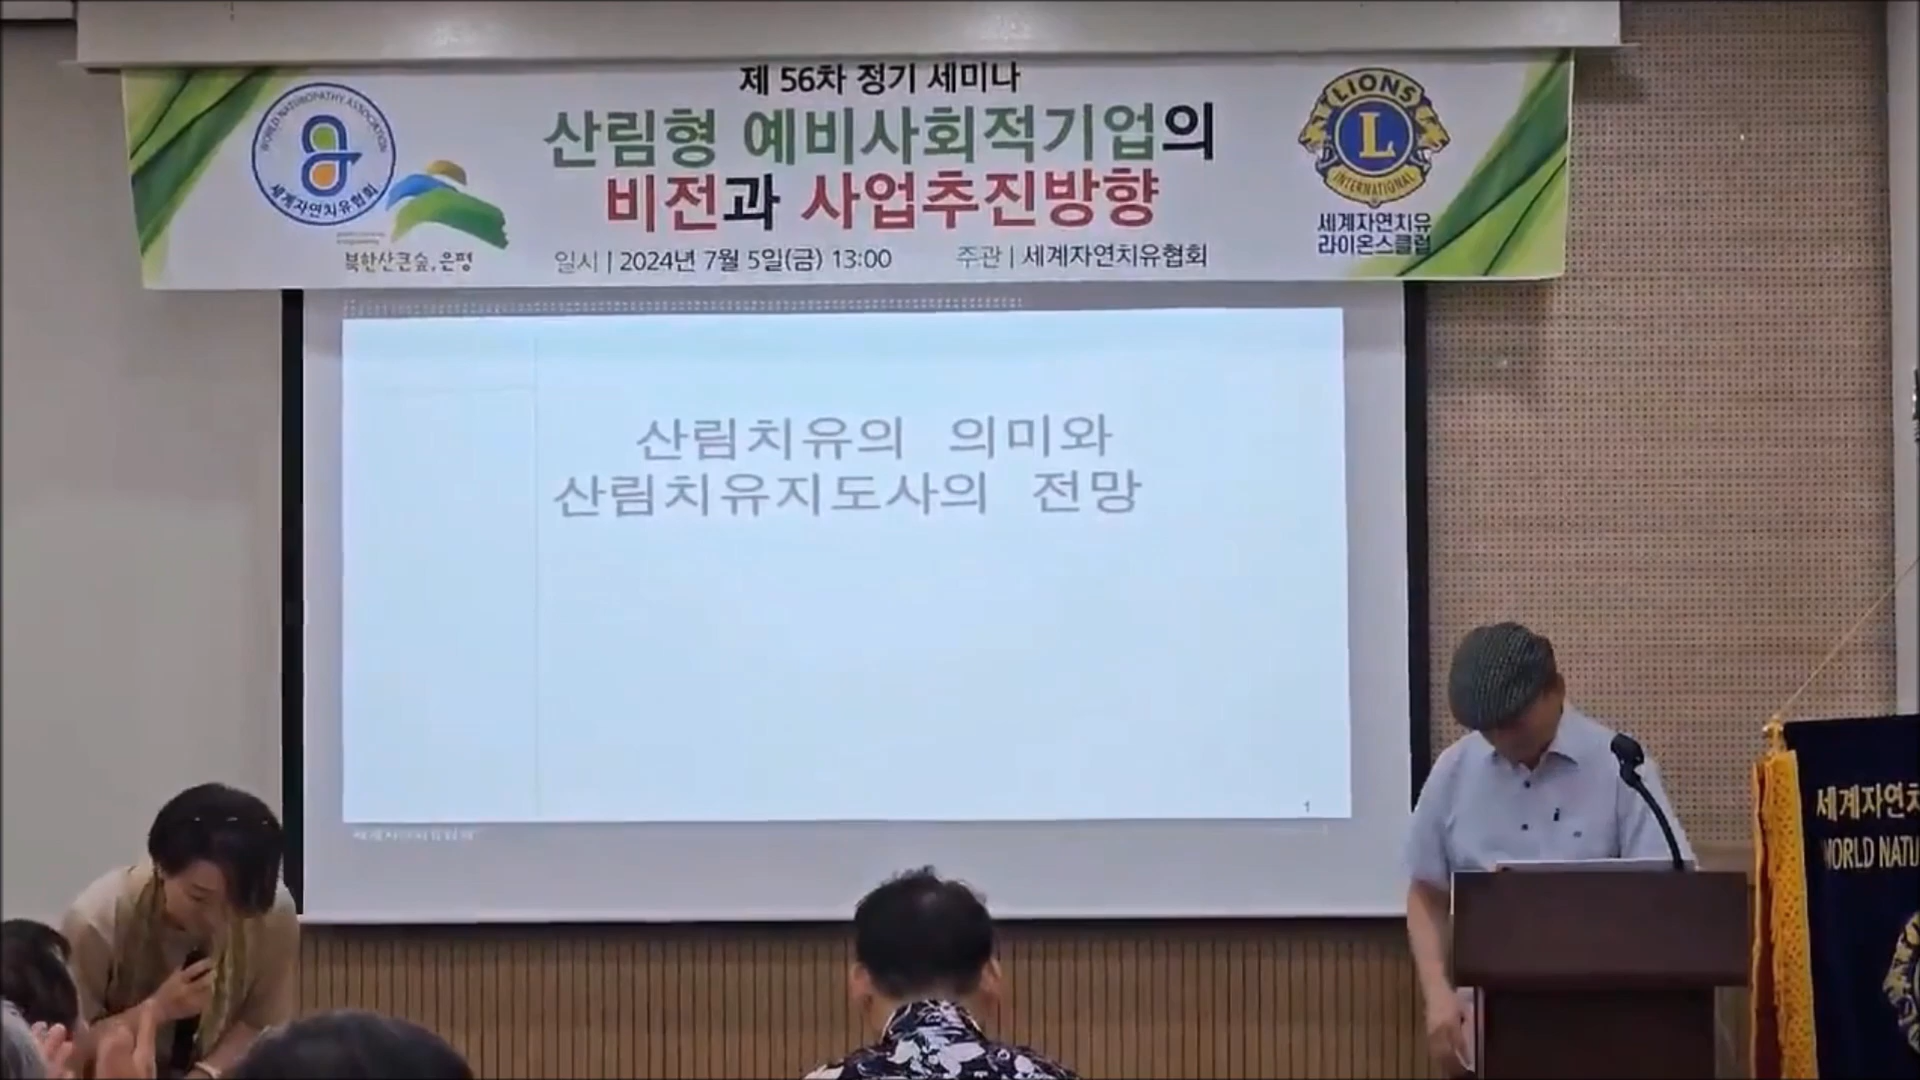 제 56차 정기 세미나
산림형 예비사회적기업의
비전과 사업추진방향
일시 | 2024년 7월 5일(금) 13:00 주관 | 세계자연치유협회
WORLD NATUROPATHY ASSOCIATION
세계자연치유협회
북한산큰숲, 은평
LIONS
L
INTERNATIONAL
세계자연치유
라이온스클럽
산림치유의 의미와
산림치유지도사의 전망
1
세계자연치
WORLD NATU